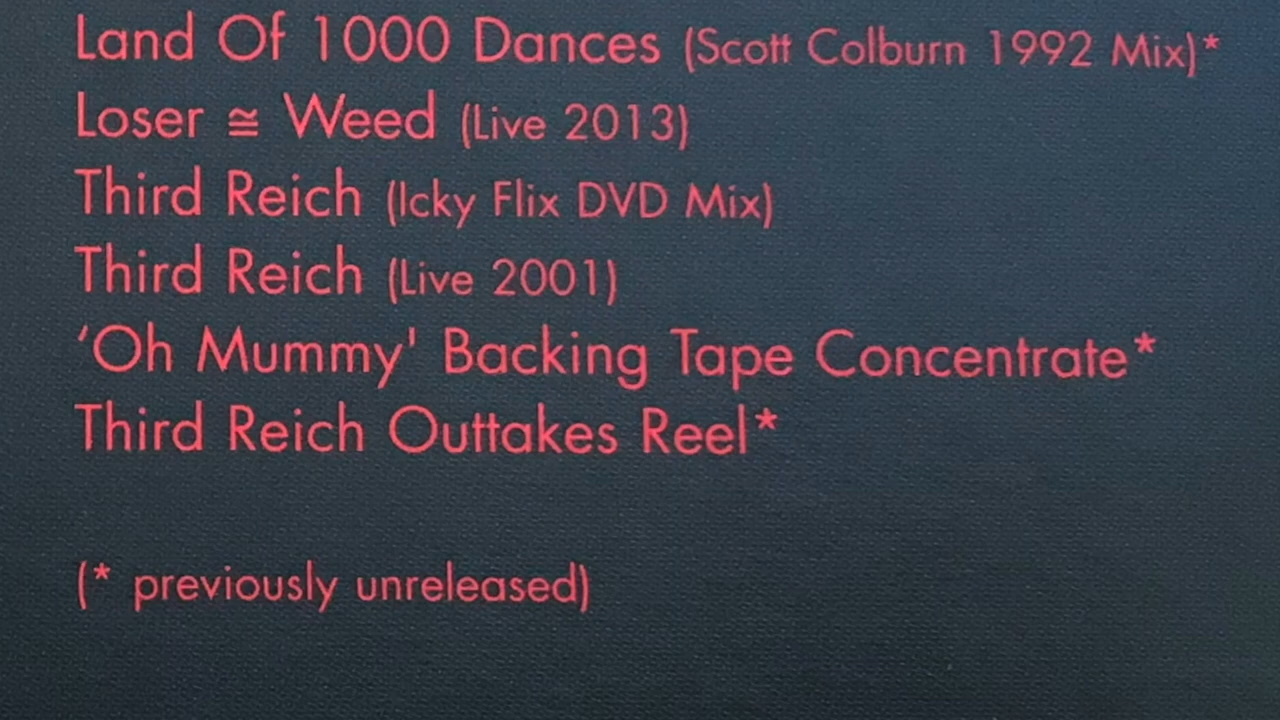 Land Of 1000 Dances (Scott Colburn 1992 Mix)*
Loser ≅ Weed (Live 2013)
Third Reich (Icky Flix DVD Mix)
Third Reich (Live 2001)
‘Oh Mummy' Backing Tape Concentrate*
Third Reich Outtakes Reel*
(* previously unreleased)